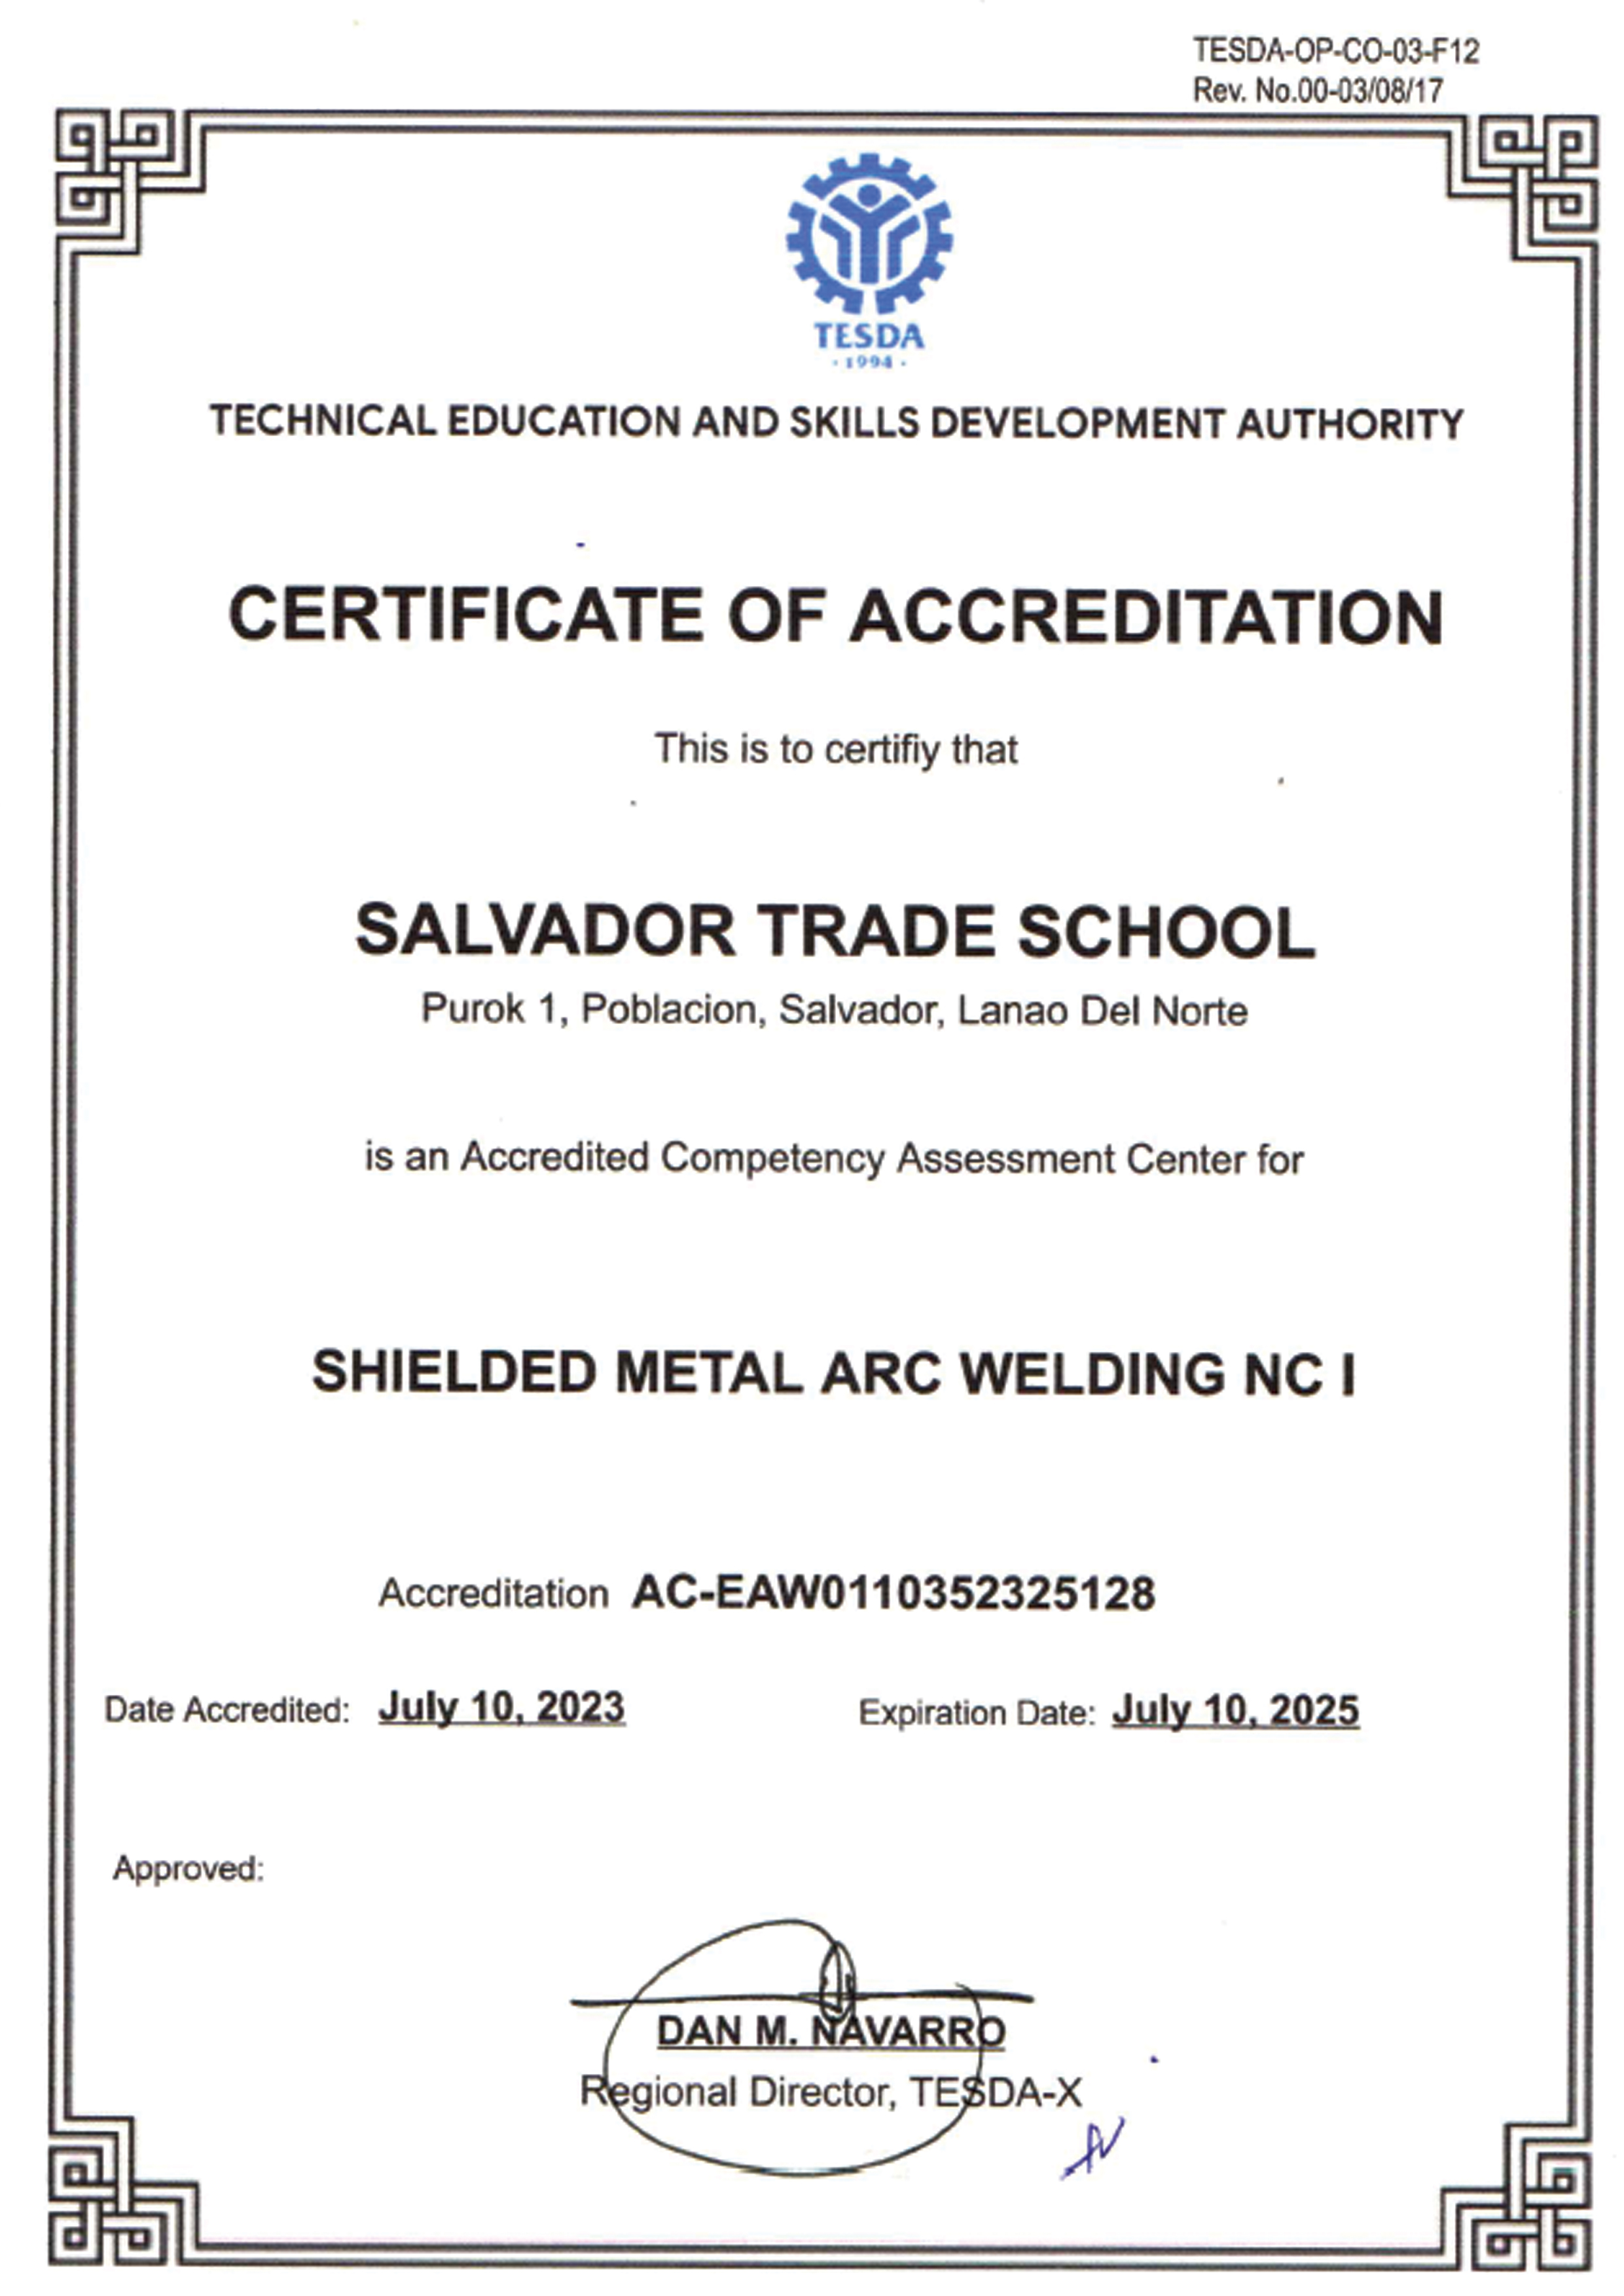 TESDA-OP-CO-03-F12
Rev. No.00-03/08/17
TESDA
· 1994 ·
TECHNICAL EDUCATION AND SKILLS DEVELOPMENT AUTHORITY
CERTIFICATE OF ACCREDITATION
This is to certifiy that
SALVADOR TRADE SCHOOL
Purok 1, Poblacion, Salvador, Lanao Del Norte
is an Accredited Competency Assessment Center for
SHIELDED METAL ARC WELDING NC I
Accreditation AC-EAW0110352325128
Date Accredited: July 10, 2023 Expiration Date: July 10, 2025
Approved:
DAN M. NAVARRO
Regional Director, TESDA-X